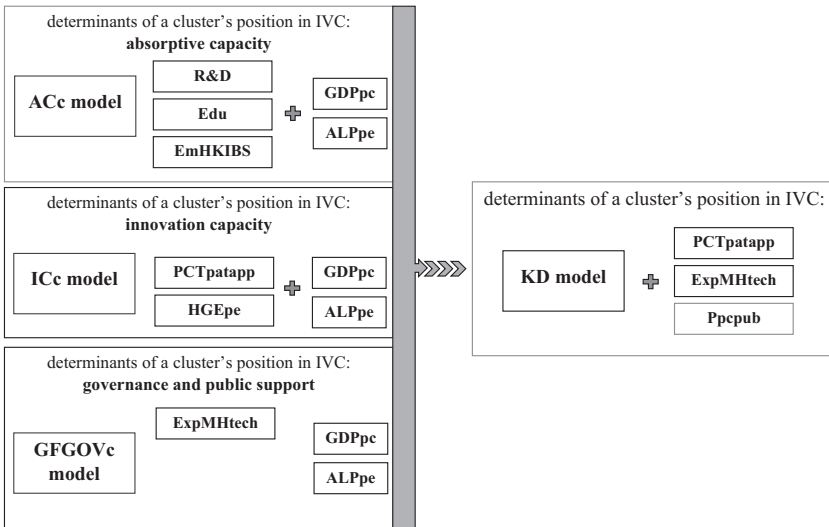 determinants of a cluster's position in IVC:
absorptive capacity
ACc model
R&D
Edu
EmHKIBS
GDPpc
ALPpe
determinants of a cluster's position in IVC:
innovation capacity
ICc model
PCTpatapp
HGEpe
GDPpc
ALPpe
determinants of a cluster's position in IVC:
governance and public support
GFGOVc
model
ExpMHtech
GDPpc
ALPpe
determinants of a cluster's position in IVC:
KD model
PCTpatapp
ExpMHtech
Ppcpub